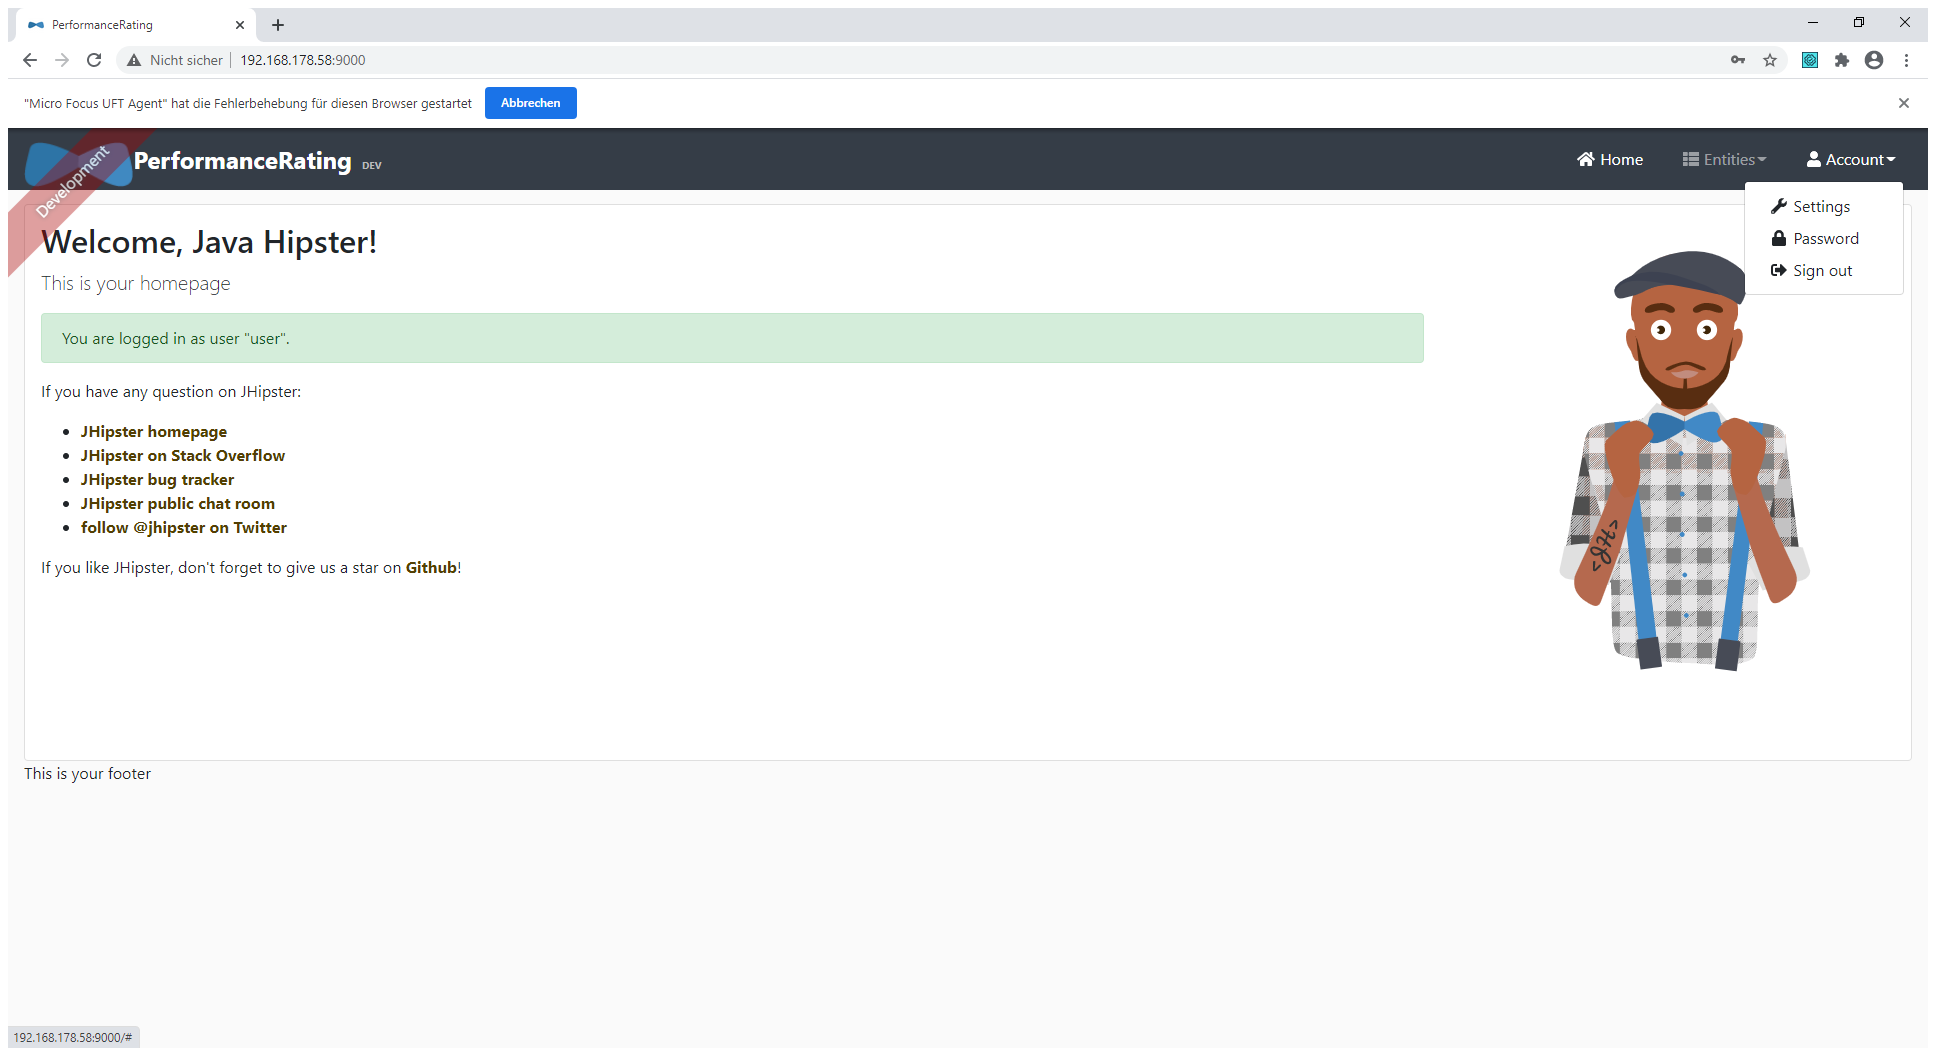 PerformanceRating
Nicht sicher 192.168.178.58:9000
"Micro Focus UFT Agent" hat die Fehlerbehebung für diesen Browser gestartet Abbrechen
Development
PerformanceRating DEV
Home Entities Account
Settings
Password
Sign out
Welcome, Java Hipster!
This is your homepage
You are logged in as user "user".
If you have any question on JHipster:
JHipster homepage
JHipster on Stack Overflow
JHipster bug tracker
JHipster public chat room
follow @jhipster on Twitter
If you like JHipster, don't forget to give us a star on Github!
<JH>
This is your footer
192.168.178.58:9000/#